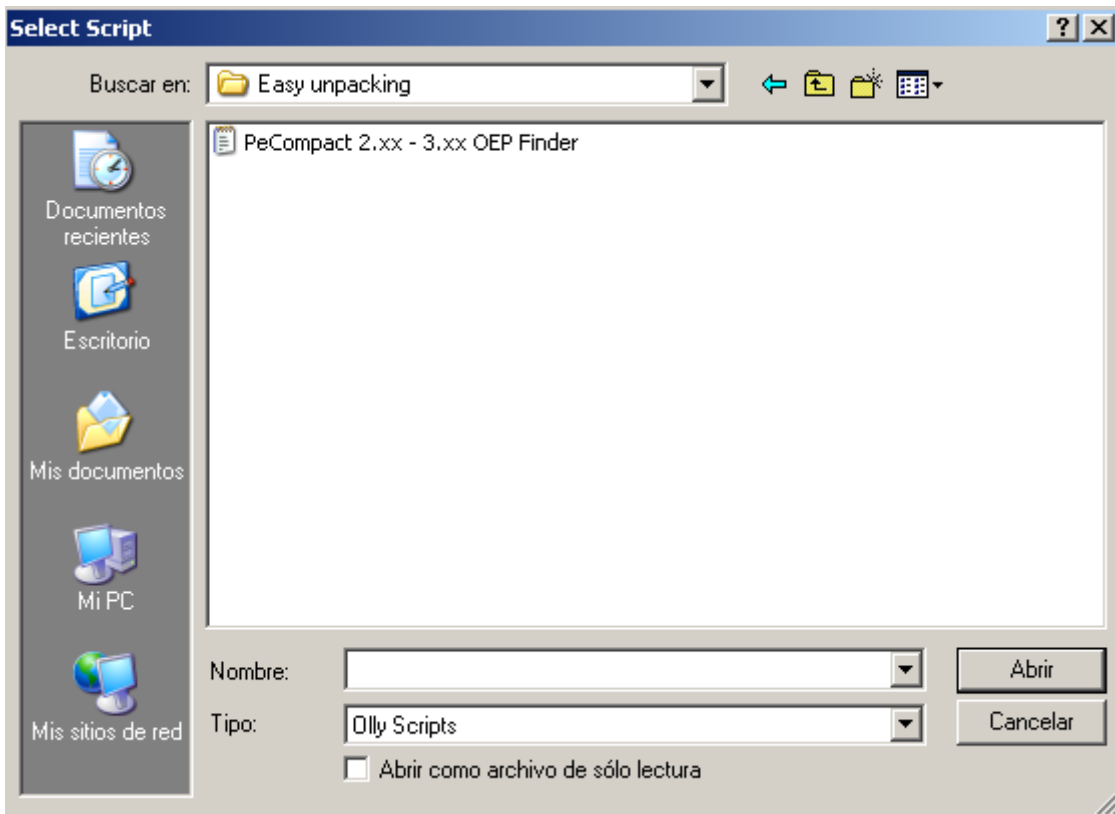 Select Script
Buscar en: Easy unpacking
PeCompact 2.xx - 3.xx OEP Finder
Documentos
recientes
Escritorio
Mis documentos
Mi PC
Mis sitios de red
Nombre: Abrir
Tipo: Olly Scripts Cancelar
Abrir como archivo de sólo lectura